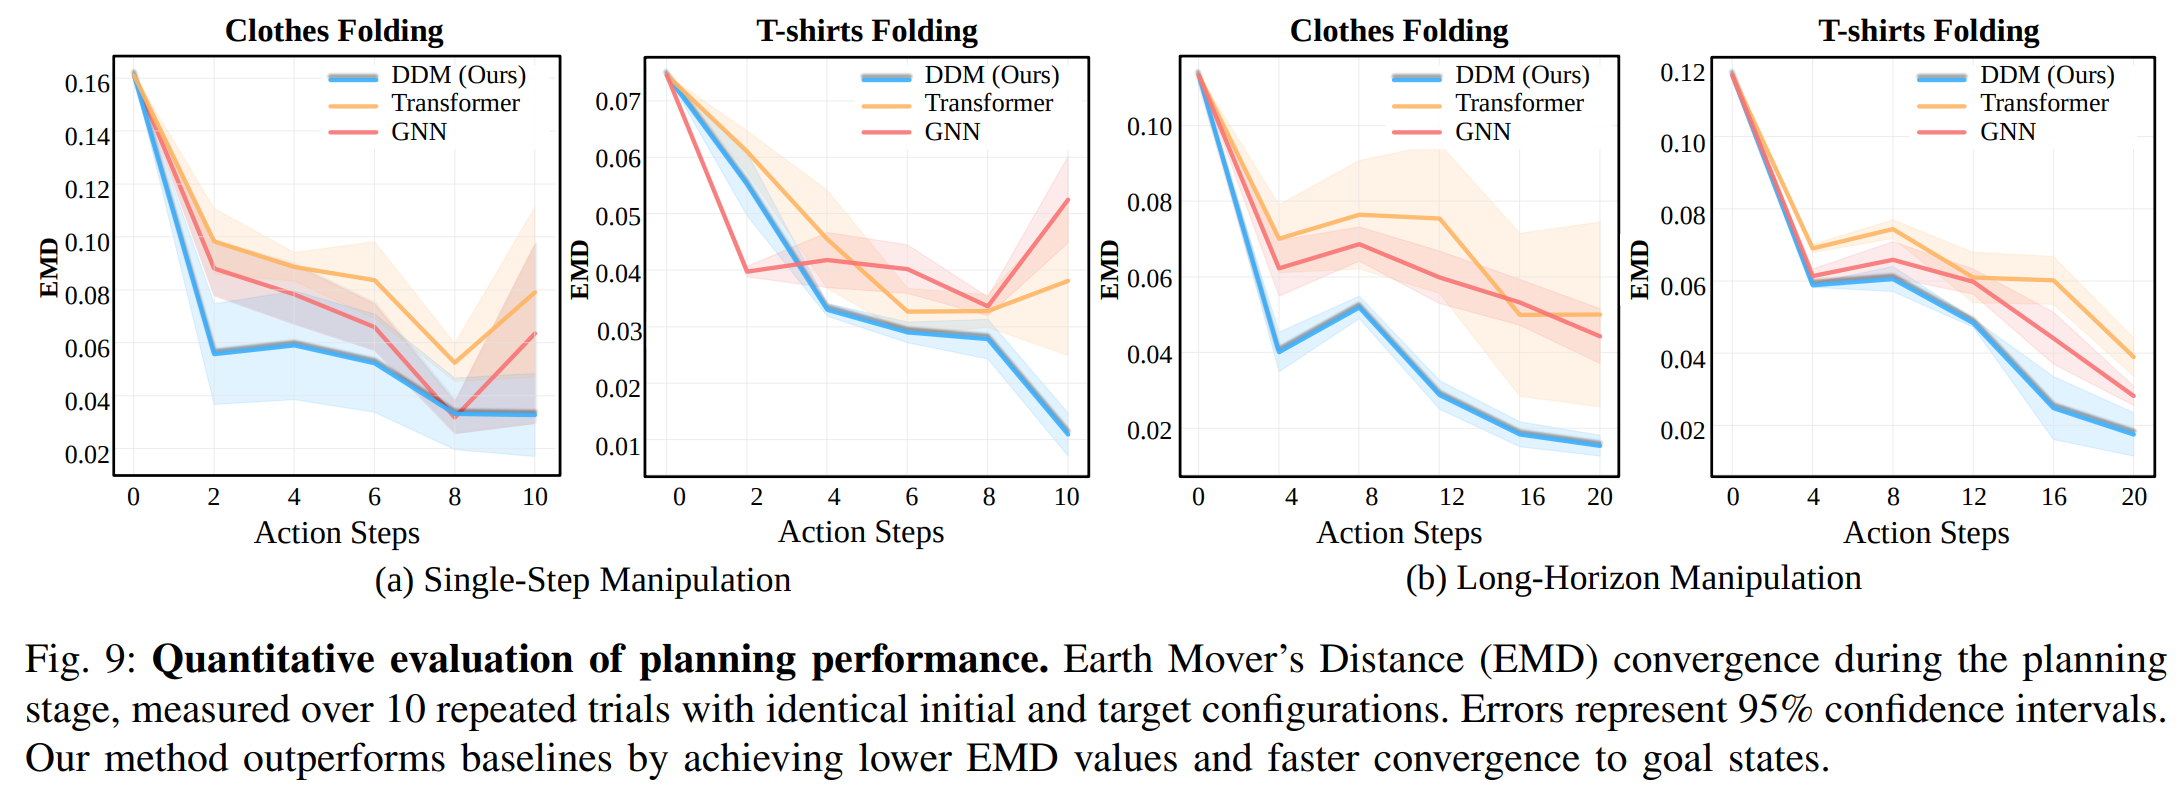 Clothes Folding
DDM (Ours)
Transformer
GNN
0.16
0.14
0.12
0.10
0.08
0.06
0.04
0.02
EMD
0 2 4 6 8 10
Action Steps
T-shirts Folding
DDM (Ours)
Transformer
GNN
0.07
0.06
0.05
0.04
0.03
0.02
0.01
EMD
0 2 4 6 8 10
Action Steps
(a) Single-Step Manipulation
Clothes Folding
DDM (Ours)
Transformer
GNN
0.10
0.08
0.06
0.04
0.02
EMD
0 4 8 12 16 20
Action Steps
T-shirts Folding
DDM (Ours)
Transformer
GNN
0.12
0.10
0.08
0.06
0.04
0.02
EMD
0 4 8 12 16 20
Action Steps
(b) Long-Horizon Manipulation
Fig. 9: Quantitative evaluation of planning performance. Earth Mover's Distance (EMD) convergence during the planning
stage, measured over 10 repeated trials with identical initial and target configurations. Errors represent 95% confidence intervals.
Our method outperforms baselines by achieving lower EMD values and faster convergence to goal states.